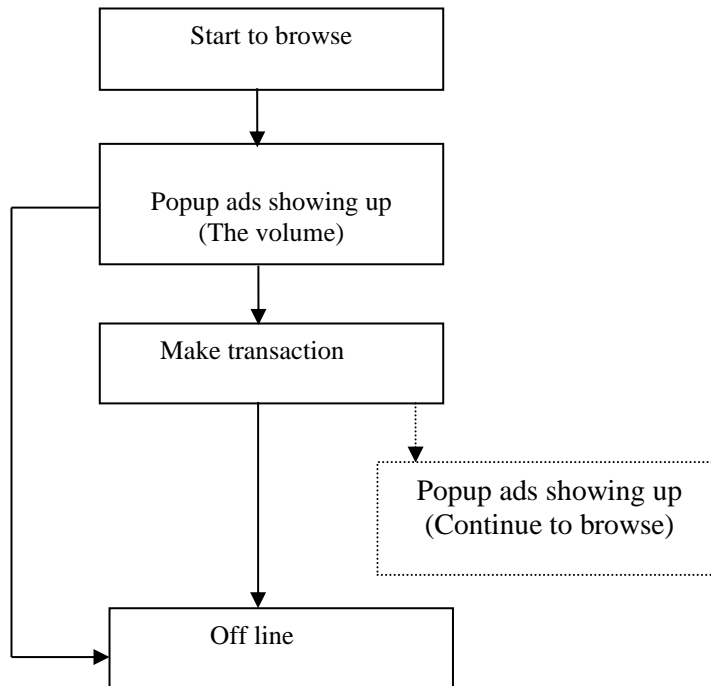 Start to browse
Popup ads showing up
(The volume)
Make transaction
Popup ads showing up
(Continue to browse)
Off line